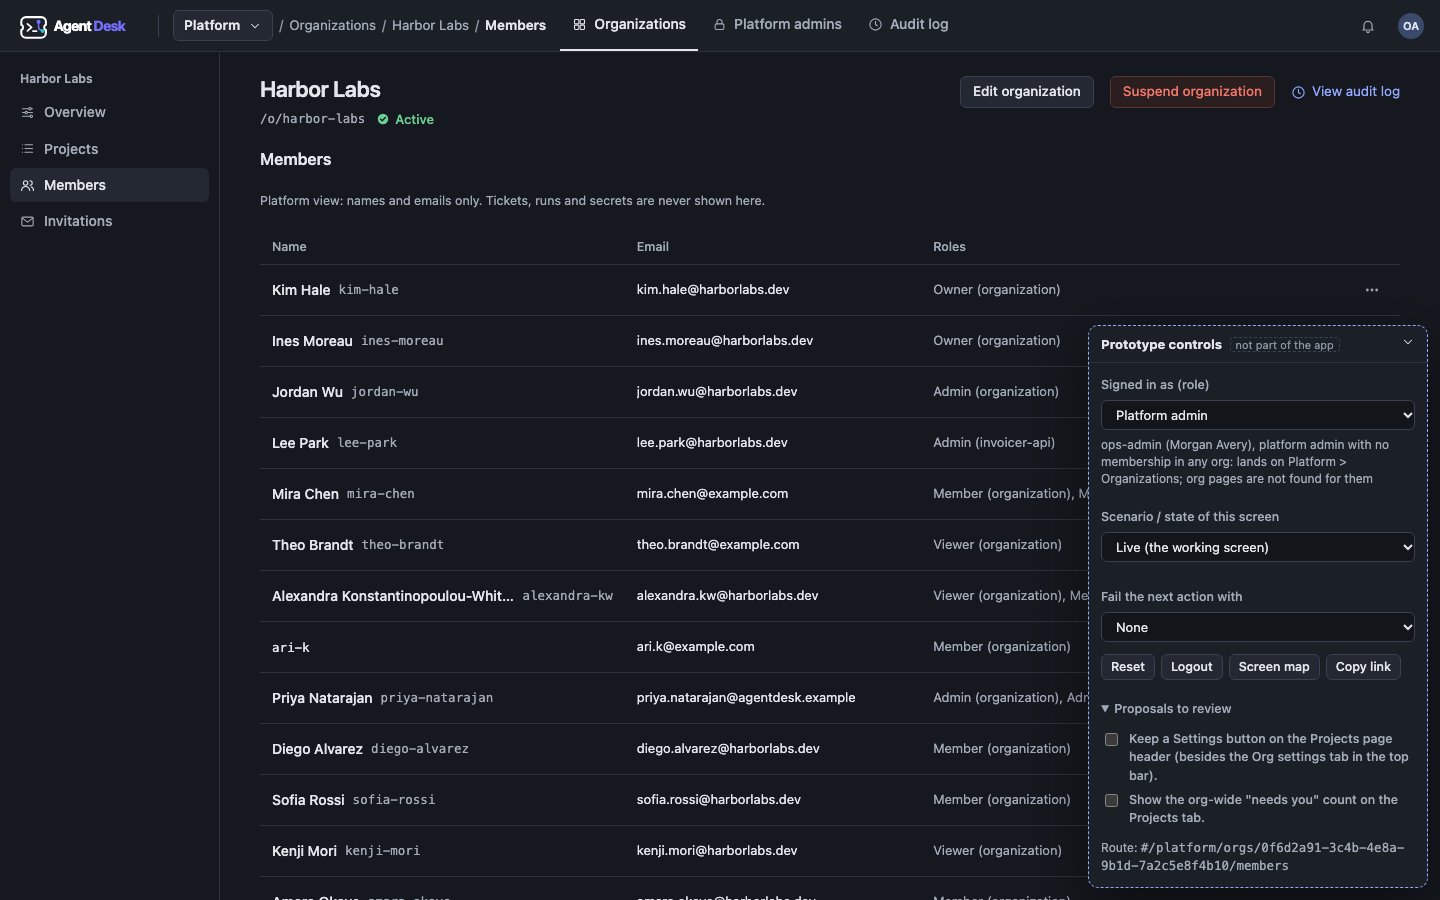 AgentDesk
Platform / Organizations / Harbor Labs / Members
Organizations
Platform admins
Audit log
OA
Harbor Labs
Overview
Projects
Members
Invitations
Harbor Labs
/o/harbor-labs Active
Edit organization
Suspend organization
View audit log
Members
Platform view: names and emails only. Tickets, runs and secrets are never shown here.
Name Email Roles
Kim Hale kim-hale kim.hale@harborlabs.dev Owner (organization)
Ines Moreau ines-moreau ines.moreau@harborlabs.dev Owner (organization)
Jordan Wu jordan-wu jordan.wu@harborlabs.dev Admin (organization)
Lee Park lee-park lee.park@harborlabs.dev Admin (invoicer-api)
Mira Chen mira-chen mira.chen@example.com Member (organization), M
Theo Brandt theo-brandt theo.brandt@example.com Viewer (organization)
Alexandra Konstantinopoulou-Whit... alexandra-kw alexandra.kw@harborlabs.dev Viewer (organization), Me
ari-k ari.k@example.com Member (organization)
Priya Natarajan priya-natarajan priya.natarajan@agentdesk.example Admin (organization), Adr
Diego Alvarez diego-alvarez diego.alvarez@harborlabs.dev Member (organization)
Sofia Rossi sofia-rossi sofia.rossi@harborlabs.dev Member (organization)
Kenji Mori kenji-mori kenji.mori@harborlabs.dev Viewer (organization)
Prototype controls not part of the app
Signed in as (role)
Platform admin
ops-admin (Morgan Avery), platform admin with no
membership in any org: lands on Platform >
Organizations; org pages are not found for them
Scenario / state of this screen
Live (the working screen)
Fail the next action with
None
Reset Logout Screen map Copy link
▼ Proposals to review
Keep a Settings button on the Projects page
header (besides the Org settings tab in the top
bar).
Show the org-wide "needs you" count on the
Projects tab.
Route: #/platform/orgs/0f6d2a91-3c4b-4e8a-
9b1d-7a2c5e8f4b10/members